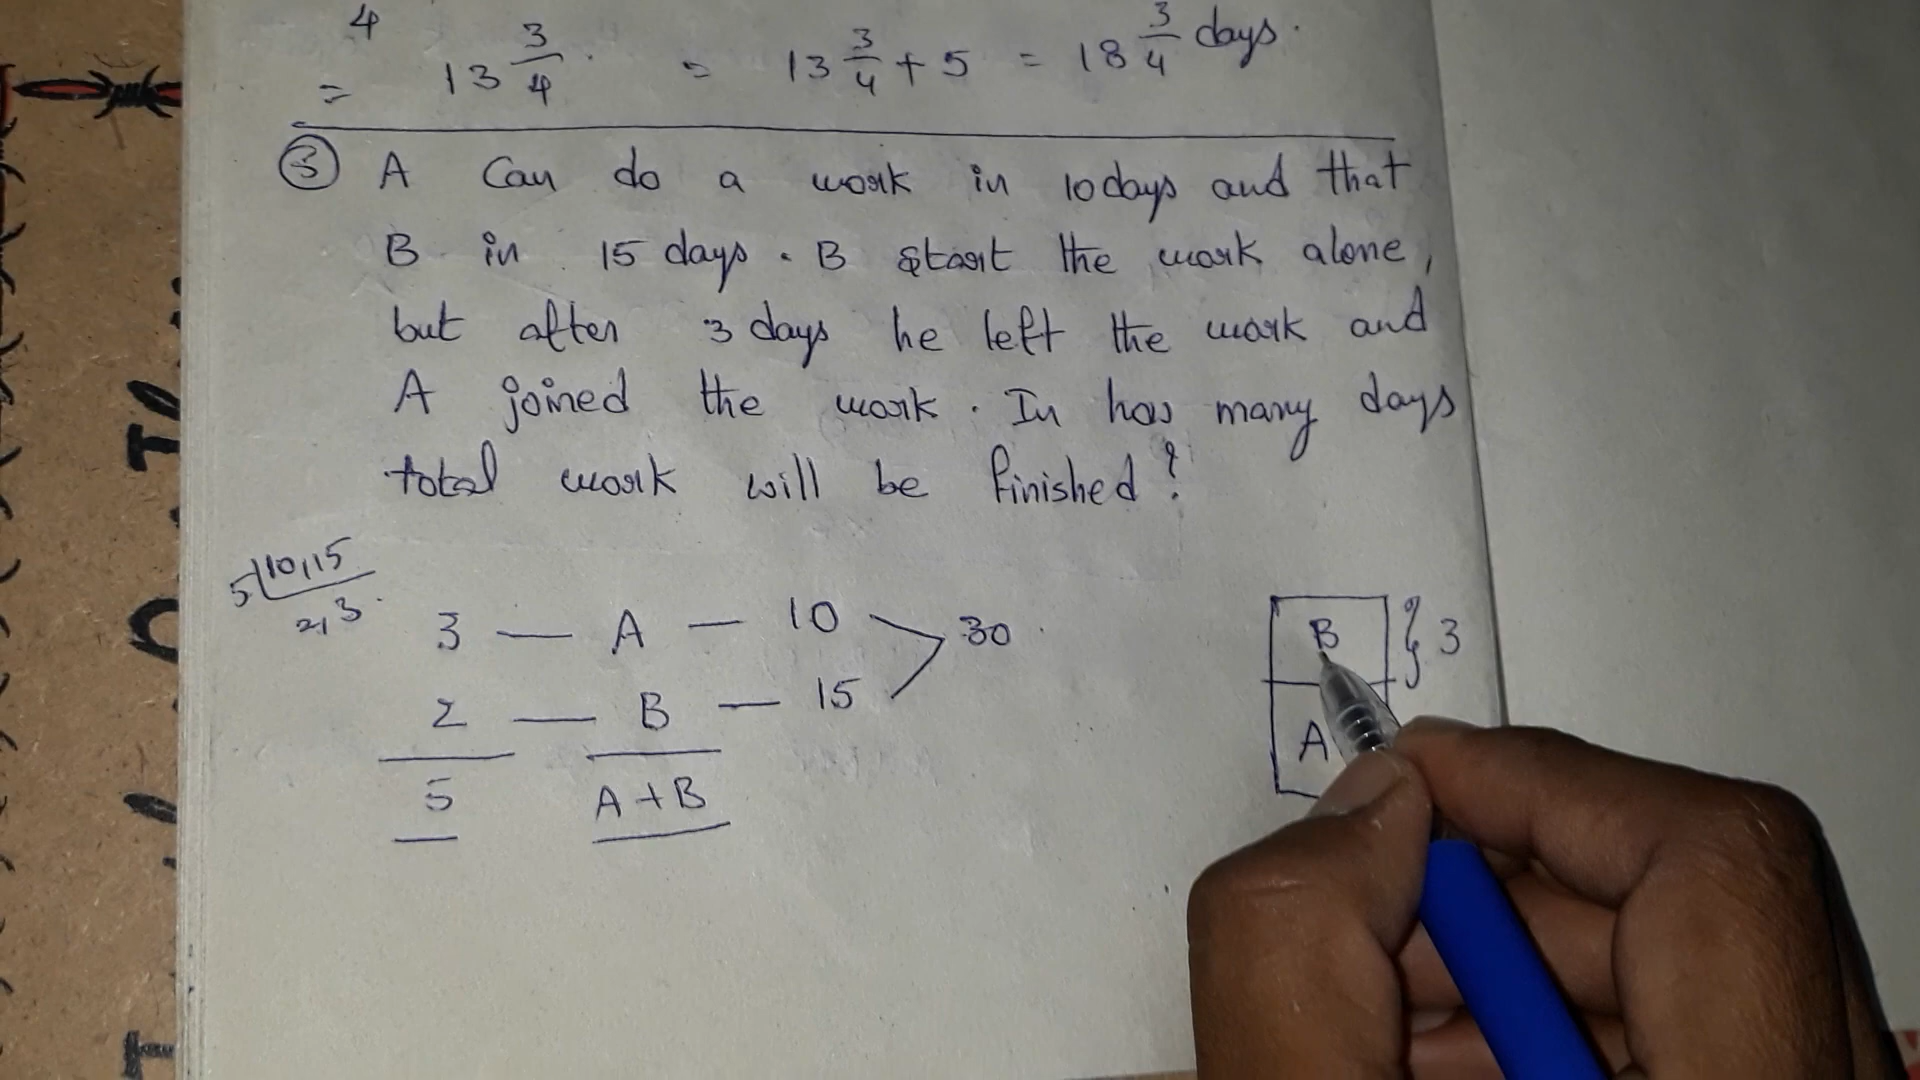 4
= 13 3/4 . = 13 3/4 + 5 = 18 3/4 days.
③ A Can do a work in 10days and that
B in 15 days. B start the work alone,
but after 3 days he left the work and
A joined the work. In how many days
total work will be finished?
5 10,15
2,3
3 — A — 10
30
2 — B — 15
5 A+B
B } 3
A